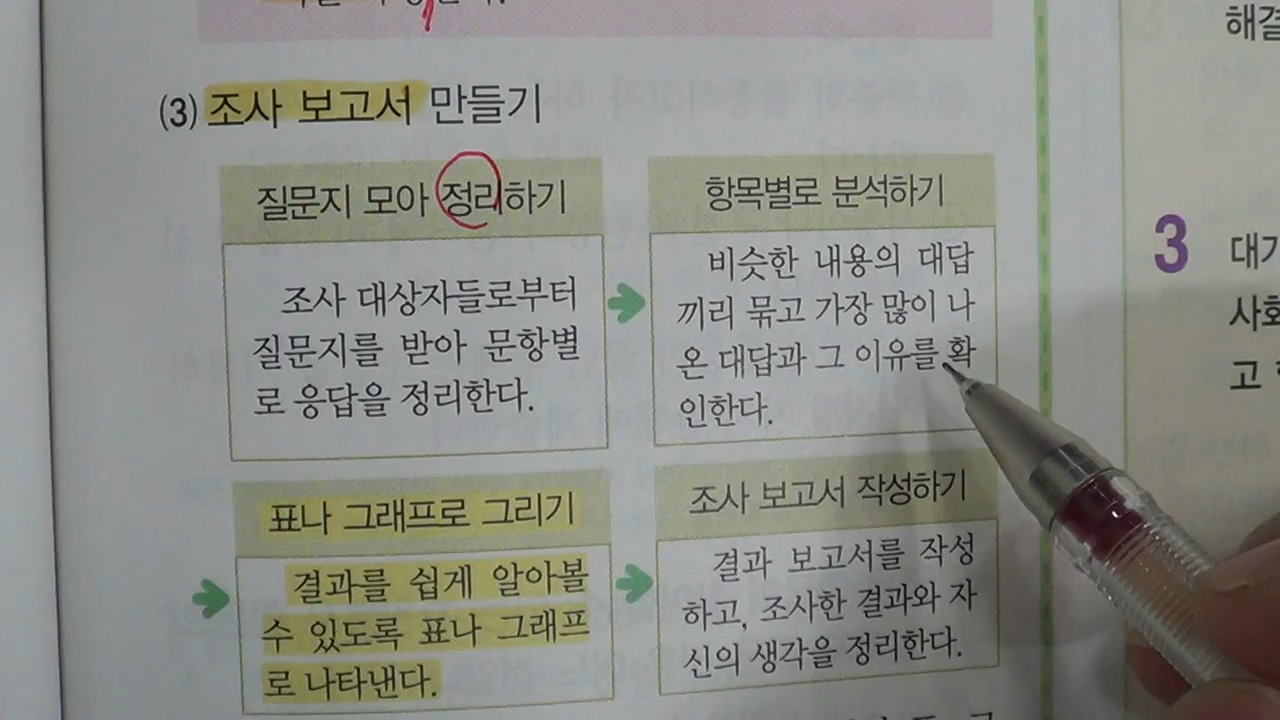 (3) 조사 보고서 만들기
질문지 모아 정리하기
조사 대상자들로부터
질문지를 받아 문항별
로 응답을 정리한다.
항목별로 분석하기
비슷한 내용의 대답
끼리 묶고 가장 많이 나
온 대답과 그 이유를 확
인한다.
표나 그래프로 그리기
결과를 쉽게 알아볼
수 있도록 표나 그래프
로 나타낸다.
조사 보고서 작성하기
결과 보고서를 작성
하고, 조사한 결과와 자
신의 생각을 정리한다.
해결
3
사회
고